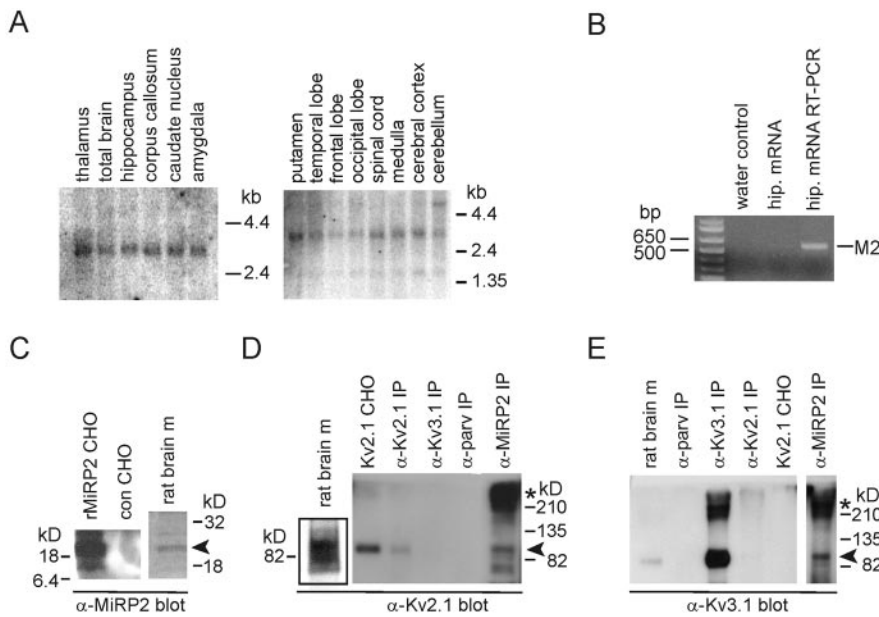 A
thalamus
total brain
hippocampus
corpus callosum
caudate nucleus
amygdala
kb
4.4
2.4
putamen
temporal lobe
frontal lobe
occipital lobe
spinal cord
medulla
cerebral cortex
cerebellum
kb
4.4
2.4
1.35
B
water control
hip. mRNA
hip. mRNA RT-PCR
bp
650
500
M2
C
rMiRP2 CHO
con CHO
rat brain m
kD
18
6.4
kD
32
18
α-MiRP2 blot
D
rat brain m
Kv2.1 CHO
α-Kv2.1 IP
α-Kv3.1 IP
α-parv IP
α-MiRP2 IP
kD
82
* kD
210
135
82
α-Kv2.1 blot
E
rat brain m
α-parv IP
α-Kv3.1 IP
α-Kv2.1 IP
Kv2.1 CHO
α-MiRP2 IP
* kD
210
135
82
α-Kv3.1 blot